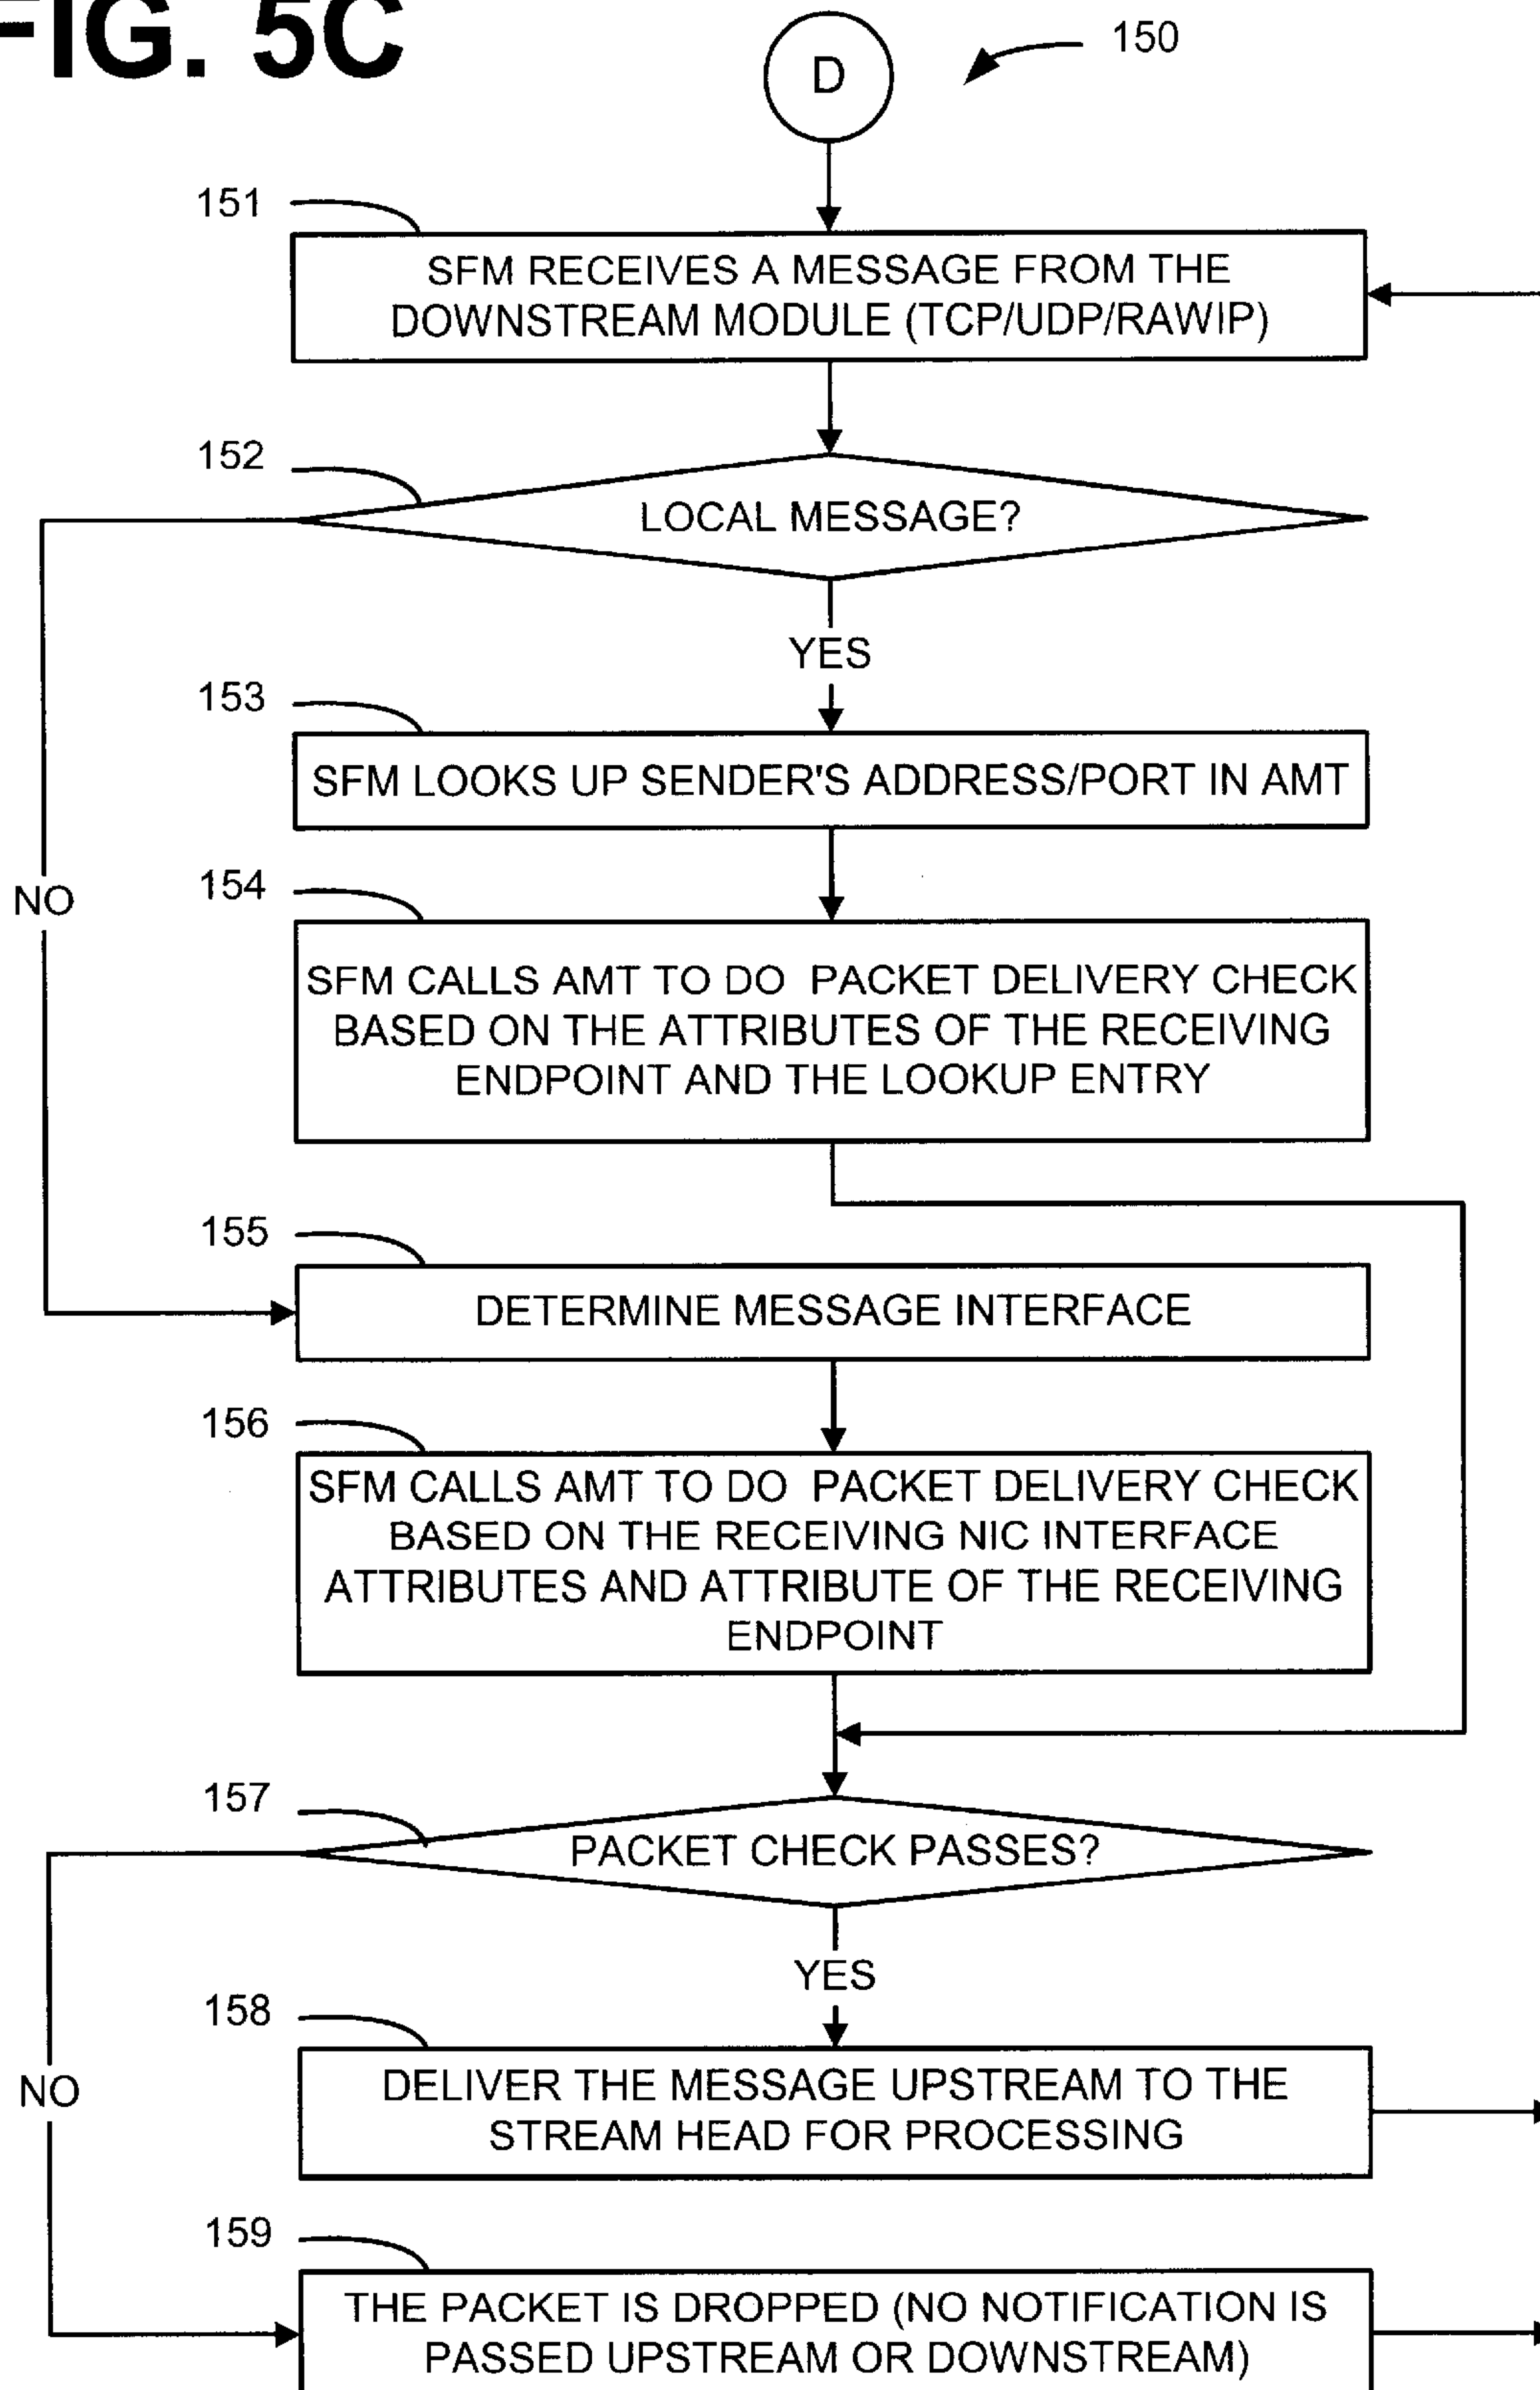 FIG. 5C
D
150
151
SFM RECEIVES A MESSAGE FROM THE
DOWNSTREAM MODULE (TCP/UDP/RAWIP)
152
LOCAL MESSAGE?
YES
153
SFM LOOKS UP SENDER'S ADDRESS/PORT IN AMT
NO
154
SFM CALLS AMT TO DO PACKET DELIVERY CHECK
BASED ON THE ATTRIBUTES OF THE RECEIVING
ENDPOINT AND THE LOOKUP ENTRY
155
DETERMINE MESSAGE INTERFACE
156
SFM CALLS AMT TO DO PACKET DELIVERY CHECK
BASED ON THE RECEIVING NIC INTERFACE
ATTRIBUTES AND ATTRIBUTE OF THE RECEIVING
ENDPOINT
157
PACKET CHECK PASSES?
YES
158
DELIVER THE MESSAGE UPSTREAM TO THE
STREAM HEAD FOR PROCESSING
NO
159
THE PACKET IS DROPPED (NO NOTIFICATION IS
PASSED UPSTREAM OR DOWNSTREAM)